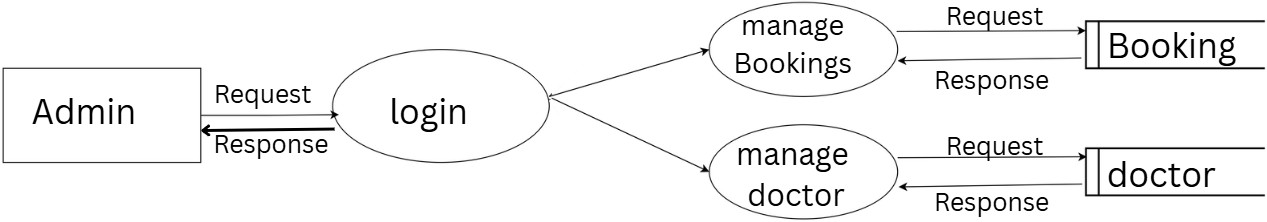 Admin
Request
Response
login
manage
Bookings
Request
Response
Booking
manage
doctor
Request
Response
doctor